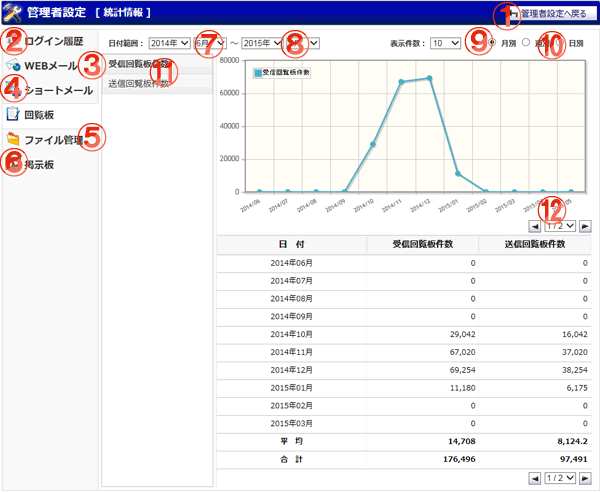 管理者設定 [ 統計情報 ] ① 管理者設定へ戻る
② ログイン履歴
WEBメール ③
④ ショートメール
回覧板
ファイル管理 ⑤
⑥ 掲示板
日付範囲： 2014年 6月 ⑦ ～ 2015年 ⑧ 表示件数： 10 ⑨ 月別 ⑩ 日別
受信回覧板件数
⑪
送信回覧板件数
受信回覧板件数
80000
60000
40000
20000
0
2014/06 2014/07 2014/08 2014/09 2014/10 2014/11 2014/12 2015/01 2015/02 2015/03
⑫
1 / 2
日 付 受信回覧板件数 送信回覧板件数
2014年06月 0 0
2014年07月 0 0
2014年08月 0 0
2014年09月 0 0
2014年10月 29,042 16,042
2014年11月 67,020 37,020
2014年12月 69,254 38,254
2015年01月 11,180 6,175
2015年02月 0 0
2015年03月 0 0
平 均 14,708 8,124.2
合 計 176,496 97,491
1 / 2